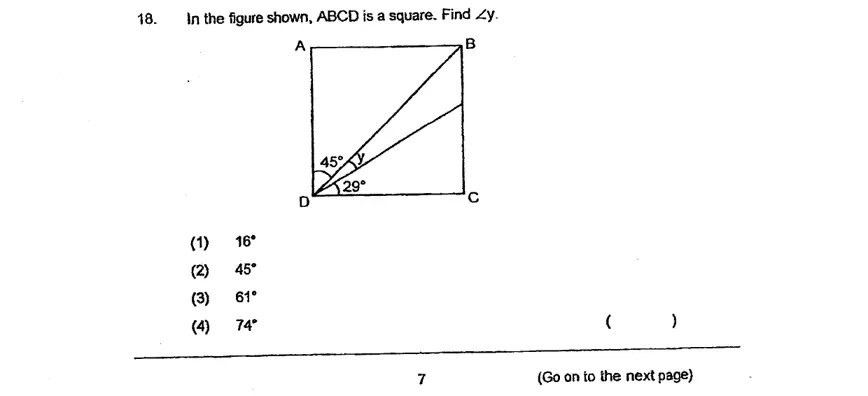 18. In the figure shown, ABCD is a square. Find ∠y.
A B
45° y
29°
D C
(1) 16°
(2) 45°
(3) 61°
(4) 74°
( )
7 (Go on to the next page)